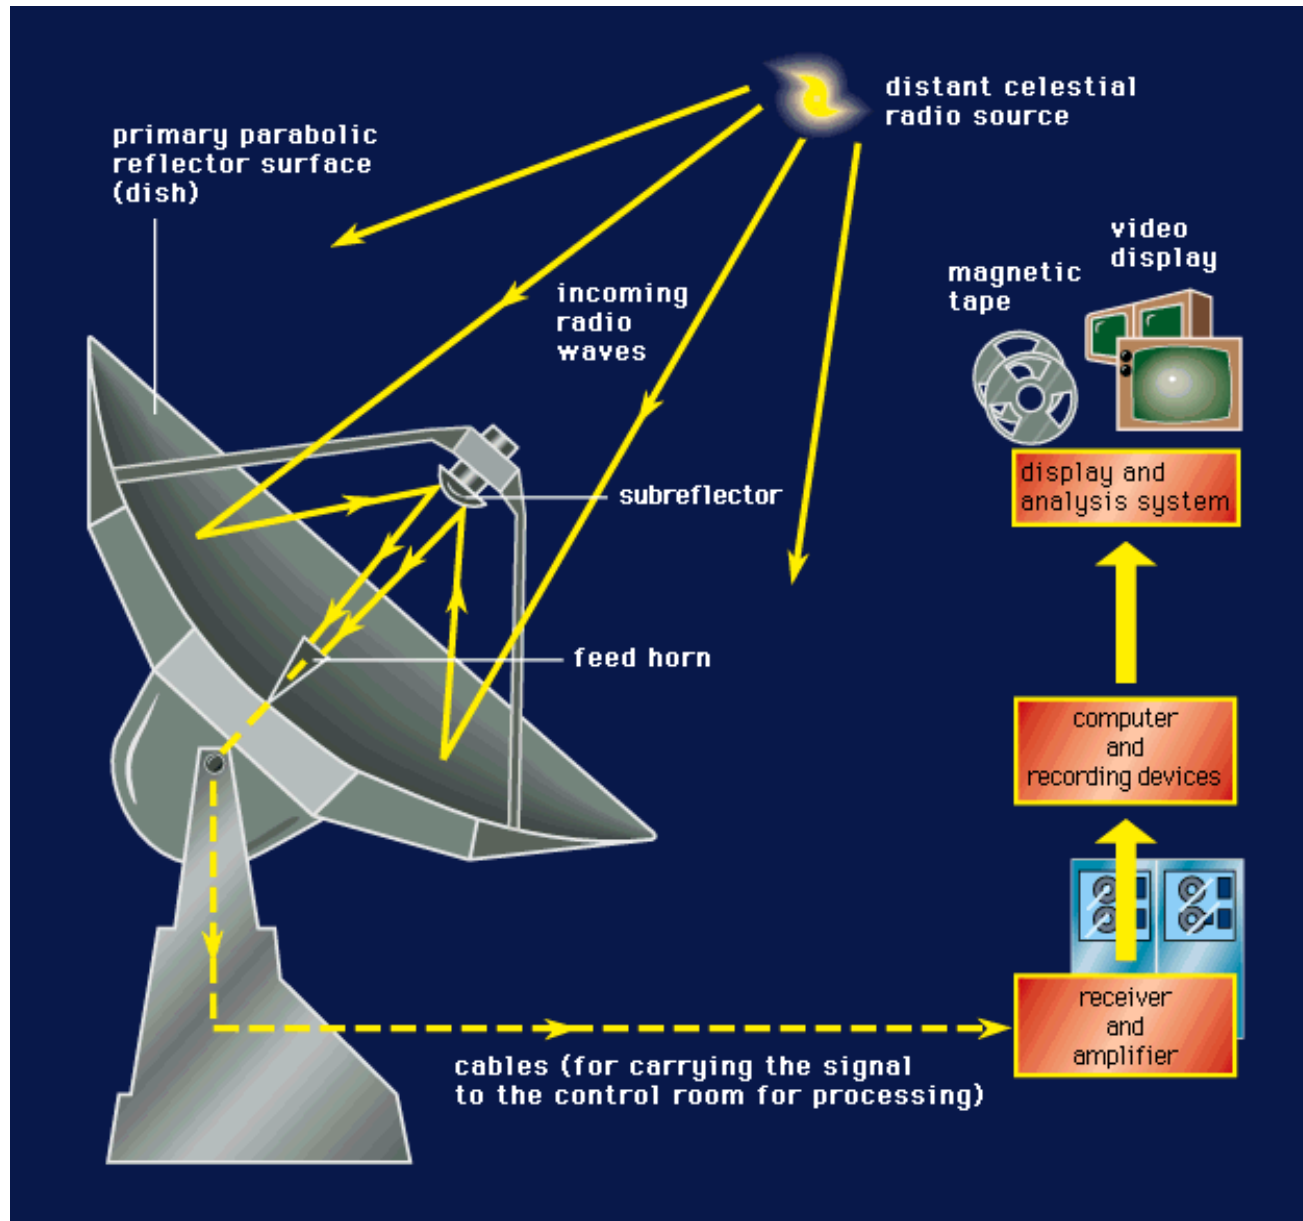 distant celestial
radio source
primary parabolic
reflector surface
(dish)
video
display
magnetic
tape
incoming
radio
waves
display and
analysis system
subreflector
feed horn
computer
and
recording devices
receiver
and
amplifier
cables (for carrying the signal
to the control room for processing)